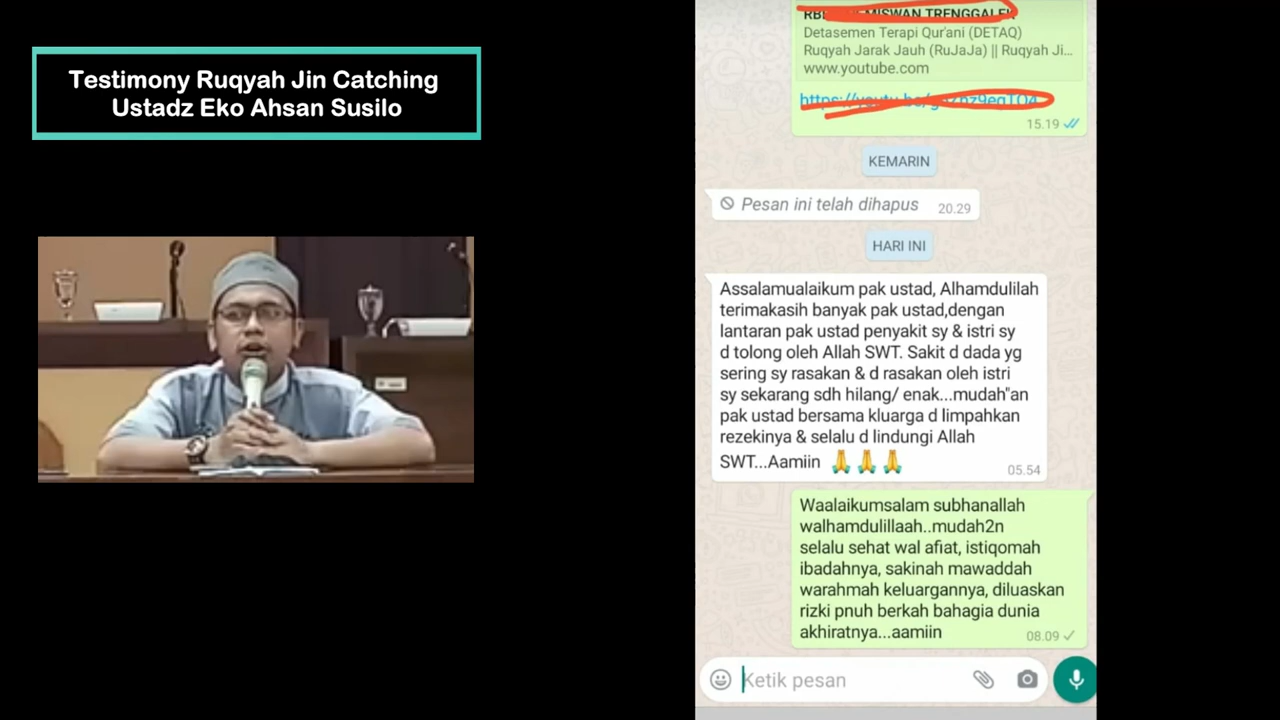 Testimony Ruqyah Jin Catching
Ustadz Eko Ahsan Susilo
MISWAN TRENGGALEK
Detasemen Terapi Qur'ani (DETAQ)
Ruqyah Jarak Jauh (RuJaJa) || Ruqyah Ji...
www.youtube.com
15.19
KEMARIN
Pesan ini telah dihapus 20.29
HARI INI
Assalamualaikum pak ustad, Alhamdulilah
terimakasih banyak pak ustad,dengan
lantaran pak ustad penyakit sy & istri sy
d tolong oleh Allah SWT. Sakit d dada yg
sering sy rasakan & d rasakan oleh istri
sy sekarang sdh hilang/ enak...mudah"an
pak ustad bersama kluarga d limpahkan
rezekinya & selalu d lindungi Allah
SWT...Aamiin 🙏🙏🙏
05.54
Waalaikumsalam subhanallah
walhamdulillaah..mudah2n
selalu sehat wal afiat, istiqomah
ibadahnya, sakinah mawaddah
warahmah keluargannya, diluaskan
rizki pnuh berkah bahagia dunia
akhiratnya...aamiin
08.09
Ketik pesan